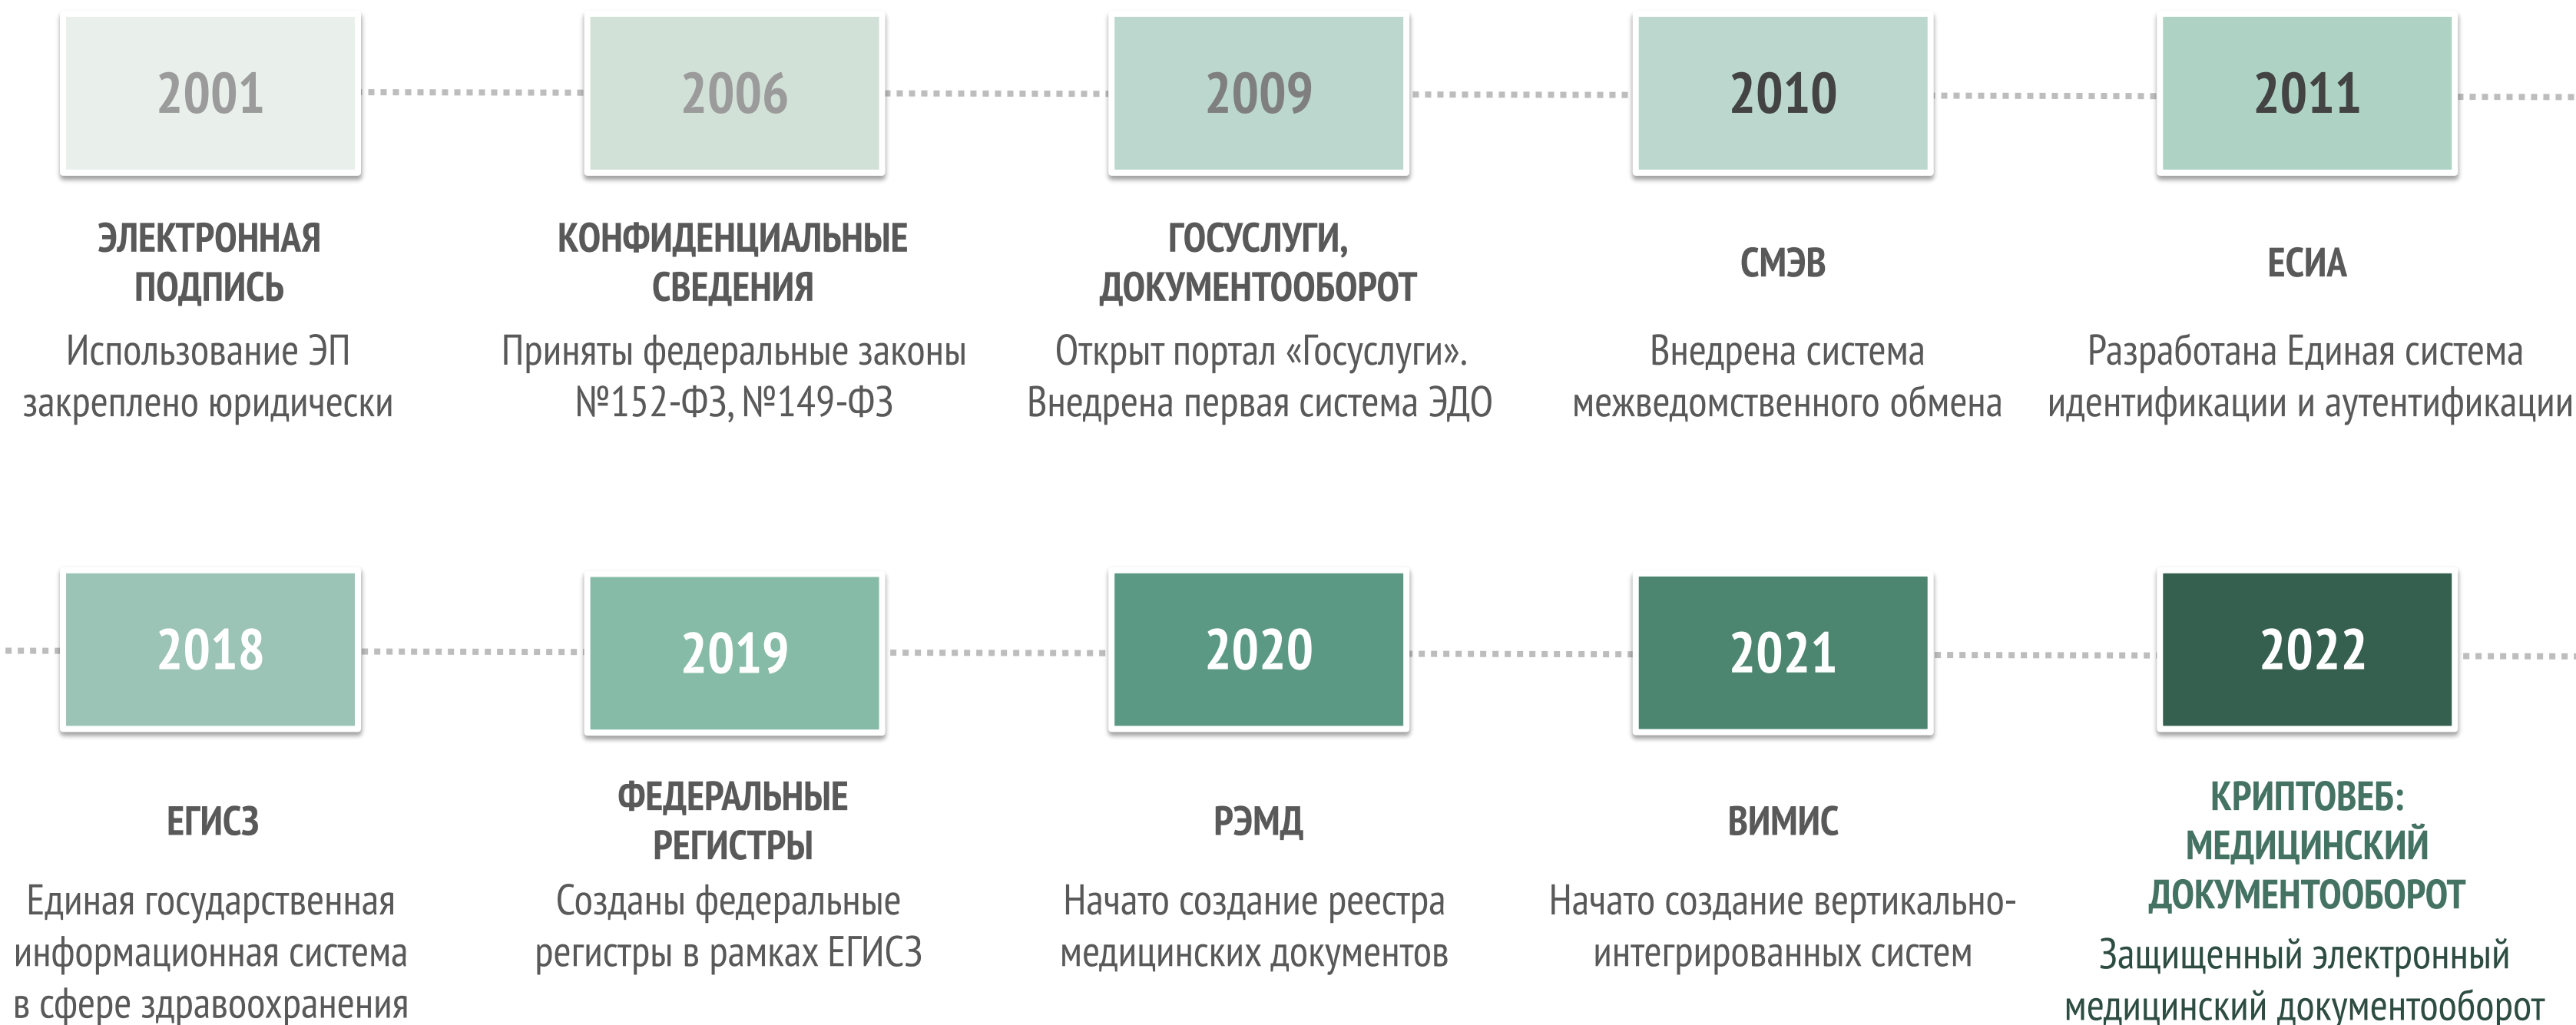 2001
ЭЛЕКТРОННАЯ
ПОДПИСЬ
Использование ЭП
закреплено юридически
2006
КОНФИДЕНЦИАЛЬНЫЕ
СВЕДЕНИЯ
Приняты федеральные законы
№152-ФЗ, №149-ФЗ
2009
ГОСУСЛУГИ,
ДОКУМЕНТООБОРОТ
Открыт портал «Госуслуги».
Внедрена первая система ЭДО
2010
СМЭВ
Внедрена система
межведомственного обмена
2011
ЕСИА
Разработана Единая система
идентификации и аутентификации
2018
ЕГИСЗ
Единая государственная
информационная система
в сфере здравоохранения
2019
ФЕДЕРАЛЬНЫЕ
РЕГИСТРЫ
Созданы федеральные
регистры в рамках ЕГИСЗ
2020
РЭМД
Начато создание реестра
медицинских документов
2021
ВИМИС
Начато создание вертикально-
интегрированных систем
2022
КРИПТОВЕБ:
МЕДИЦИНСКИЙ
ДОКУМЕНТООБОРОТ
Защищенный электронный
медицинский документооборот